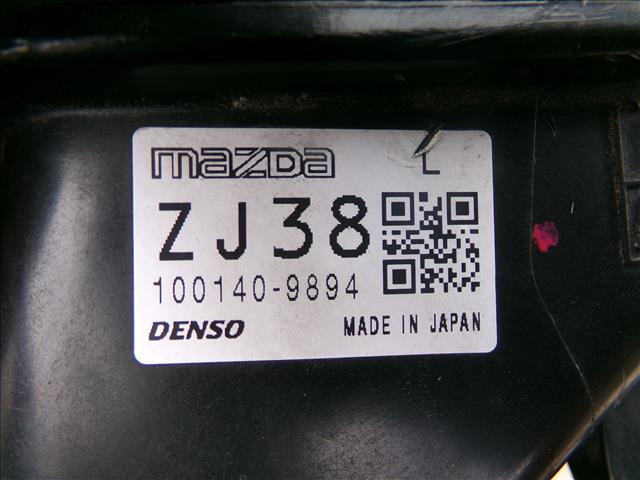 mazda L
ZJ38
100140-9894
DENSO MADE IN JAPAN